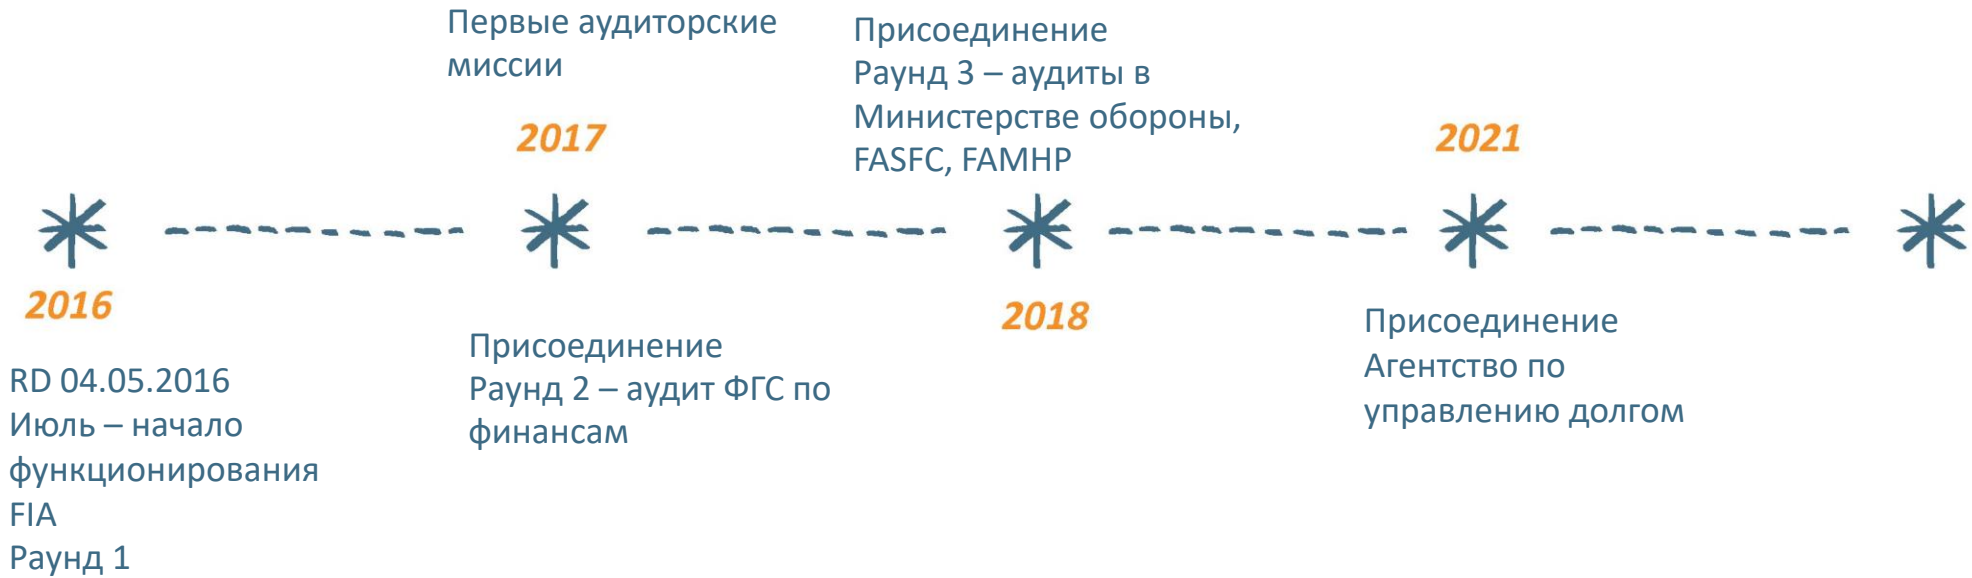 Первые аудиторские
миссии
2017
Присоединение
Раунд 3 – аудиты в
Министерстве обороны,
FASFC, FAMHP
2021
2016
RD 04.05.2016
Июль – начало
функционирования
FIA
Раунд 1
Присоединение
Раунд 2 – аудит ФГС по
финансам
2018
Присоединение
Агентство по
управлению долгом